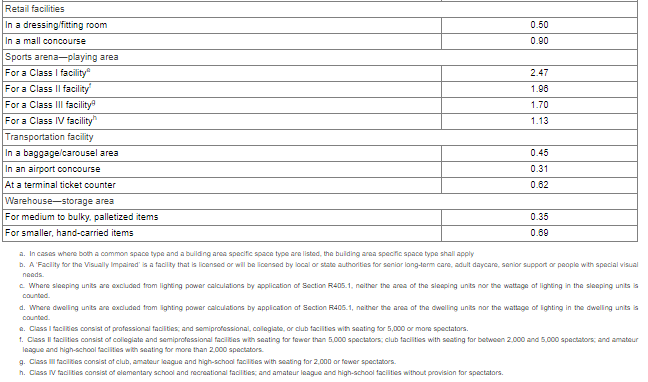 Retail facilities
In a dressing/fitting room 0.50
In a mall concourse 0.90
Sports arena—playing area
For a Class I facilityᵉ 2.47
For a Class II facilityᶠ 1.96
For a Class III facilityᵍ 1.70
For a Class IV facilityʰ 1.13
Transportation facility
In a baggage/carousel area 0.45
In an airport concourse 0.31
At a terminal ticket counter 0.62
Warehouse—storage area
For medium to bulky, palletized items 0.35
For smaller, hand-carried items 0.69
a. In cases where both a common space type and a building area specific space type are listed, the building area specific space type shall apply
b. A 'Facility for the Visually Impaired' is a facility that is licensed or will be licensed by local or state authorities for senior long-term care, adult daycare, senior support or people with special visual
needs.
c. Where sleeping units are excluded from lighting power calculations by application of Section R405.1, neither the area of the sleeping units nor the wattage of lighting in the sleeping units is
counted.
d. Where dwelling units are excluded from lighting power calculations by application of Section R405.1, neither the area of the dwelling units nor the wattage of lighting in the dwelling units is
counted.
e. Class I facilities consist of professional facilities; and semiprofessional, collegiate, or club facilities with seating for 5,000 or more spectators.
f. Class II facilities consist of collegiate and semiprofessional facilities with seating for fewer than 5,000 spectators; club facilities with seating for between 2,000 and 5,000 spectators; and amateur
league and high-school facilities with seating for more than 2,000 spectators.
g. Class III facilities consist of club, amateur league and high-school facilities with seating for 2,000 or fewer spectators.
h. Class IV facilities consist of elementary school and recreational facilities; and amateur league and high-school facilities without provision for spectators.